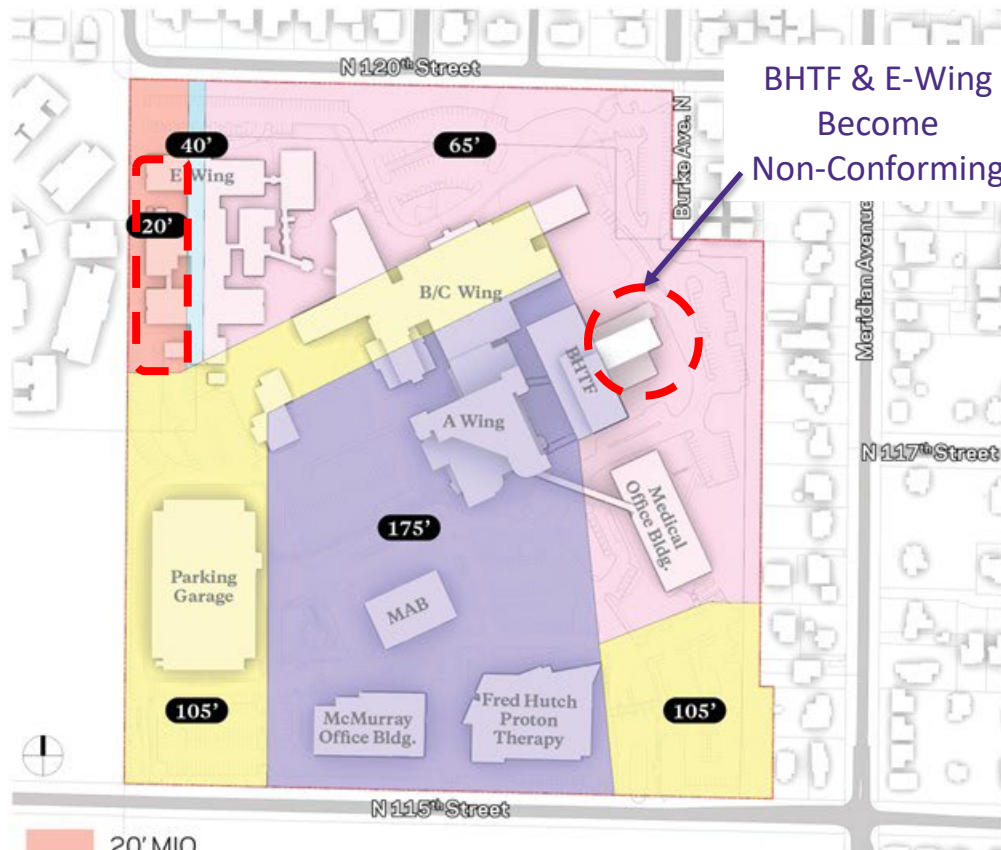 N 120th Street
BHTF & E-Wing
Become
Non-Conforming
Burke Ave. N
40'
65'
E Wing
20'
Meridian Avenue
B/C Wing
BHTF
A Wing
N 117th Street
Medical
Office Bldg.
175'
Parking
Garage
MAB
105'
McMurray
Office Bldg.
Fred Hutch
Proton
Therapy
105'
N 115th Street
20' MIO